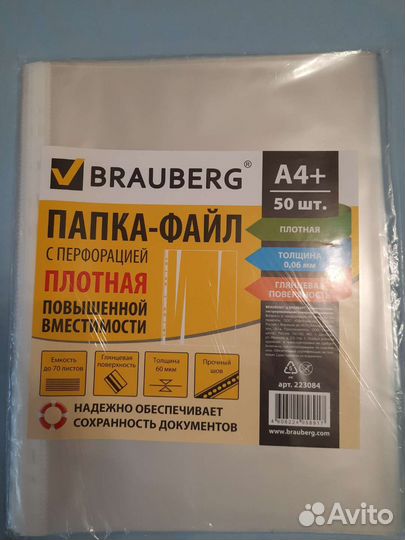 BRAUBERG®
A4+
50 шт.
ПАПКА-ФАЙЛ
С ПЕРФОРАЦИЕЙ
ПЛОТНАЯ
ПОВЫШЕННОЙ
ВМЕСТИМОСТИ
ПЛОТНАЯ
ТОЛЩИНА
0,06 мм
ГЛЯНЦЕВАЯ
ПОВЕРХНОСТЬ
Емкость
до 70 листов
Глянцевая
поверхность
Толщина
60 мкм
Прочный
шов
НАДЕЖНО ОБЕСПЕЧИВАЕТ
СОХРАННОСТЬ ДОКУМЕНТОВ
арт. 223084
www.brauberg.com
Avito